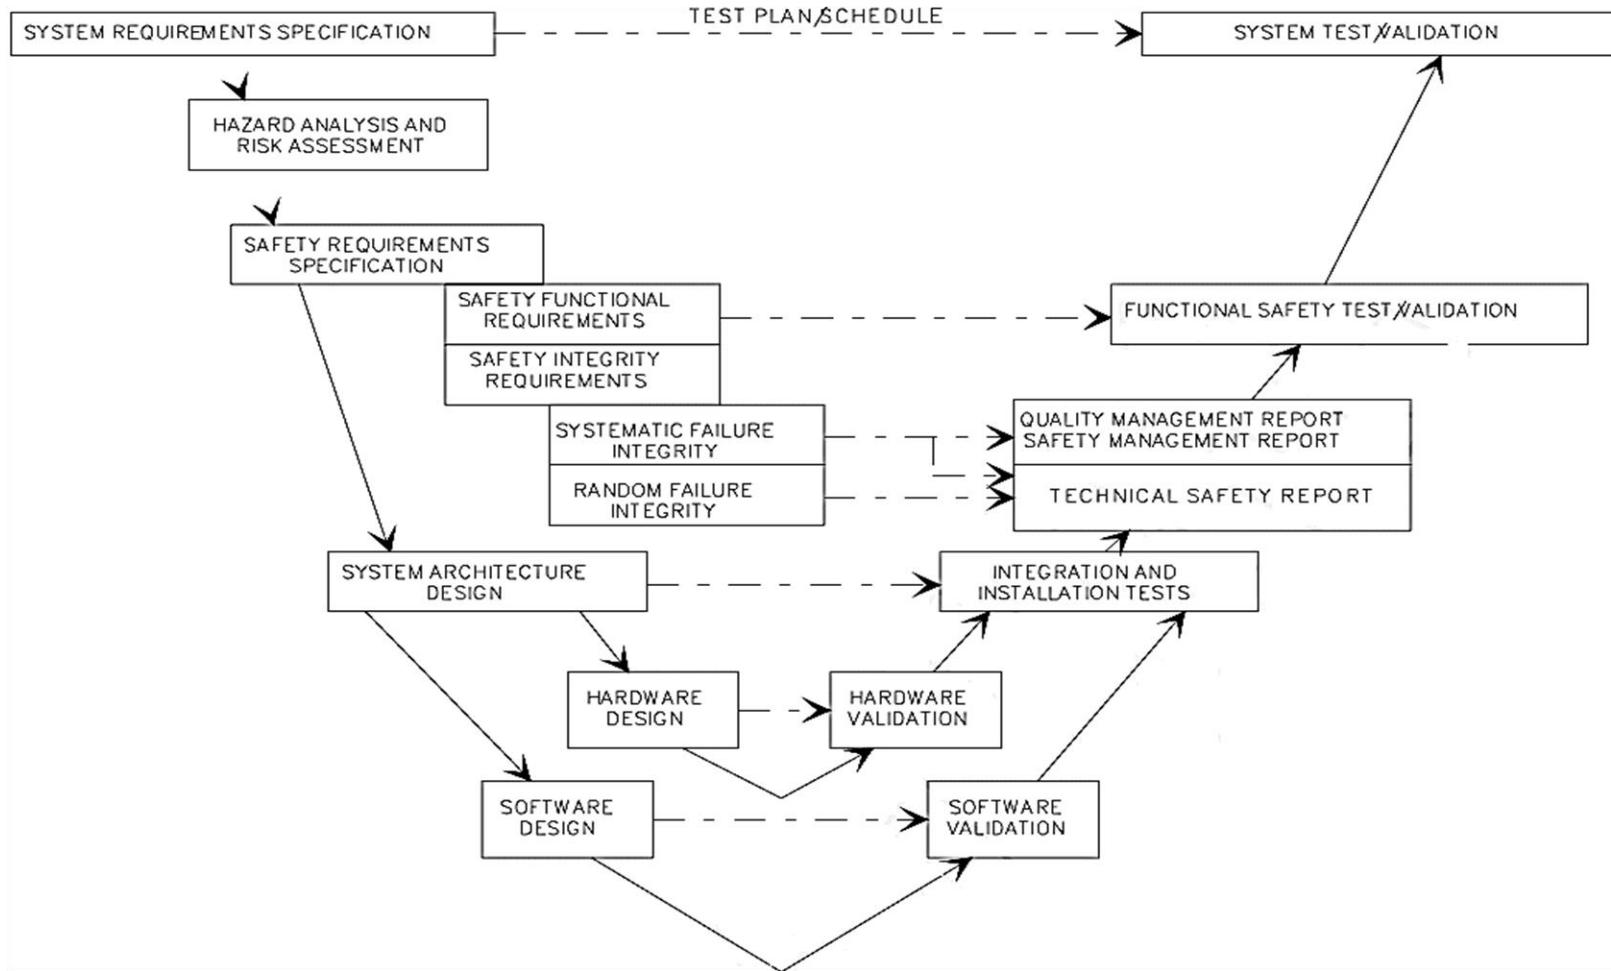 TEST PLAN/SCHEDULE
SYSTEM REQUIREMENTS SPECIFICATION
SYSTEM TEST/VALIDATION
HAZARD ANALYSIS AND
RISK ASSESSMENT
SAFETY REQUIREMENTS
SPECIFICATION
SAFETY FUNCTIONAL
REQUIREMENTS
FUNCTIONAL SAFETY TEST/VALIDATION
SAFETY INTEGRITY
REQUIREMENTS
SYSTEMATIC FAILURE
INTEGRITY
QUALITY MANAGEMENT REPORT
SAFETY MANAGEMENT REPORT
RANDOM FAILURE
INTEGRITY
TECHNICAL SAFETY REPORT
SYSTEM ARCHITECTURE
DESIGN
INTEGRATION AND
INSTALLATION TESTS
HARDWARE
DESIGN
HARDWARE
VALIDATION
SOFTWARE
DESIGN
SOFTWARE
VALIDATION